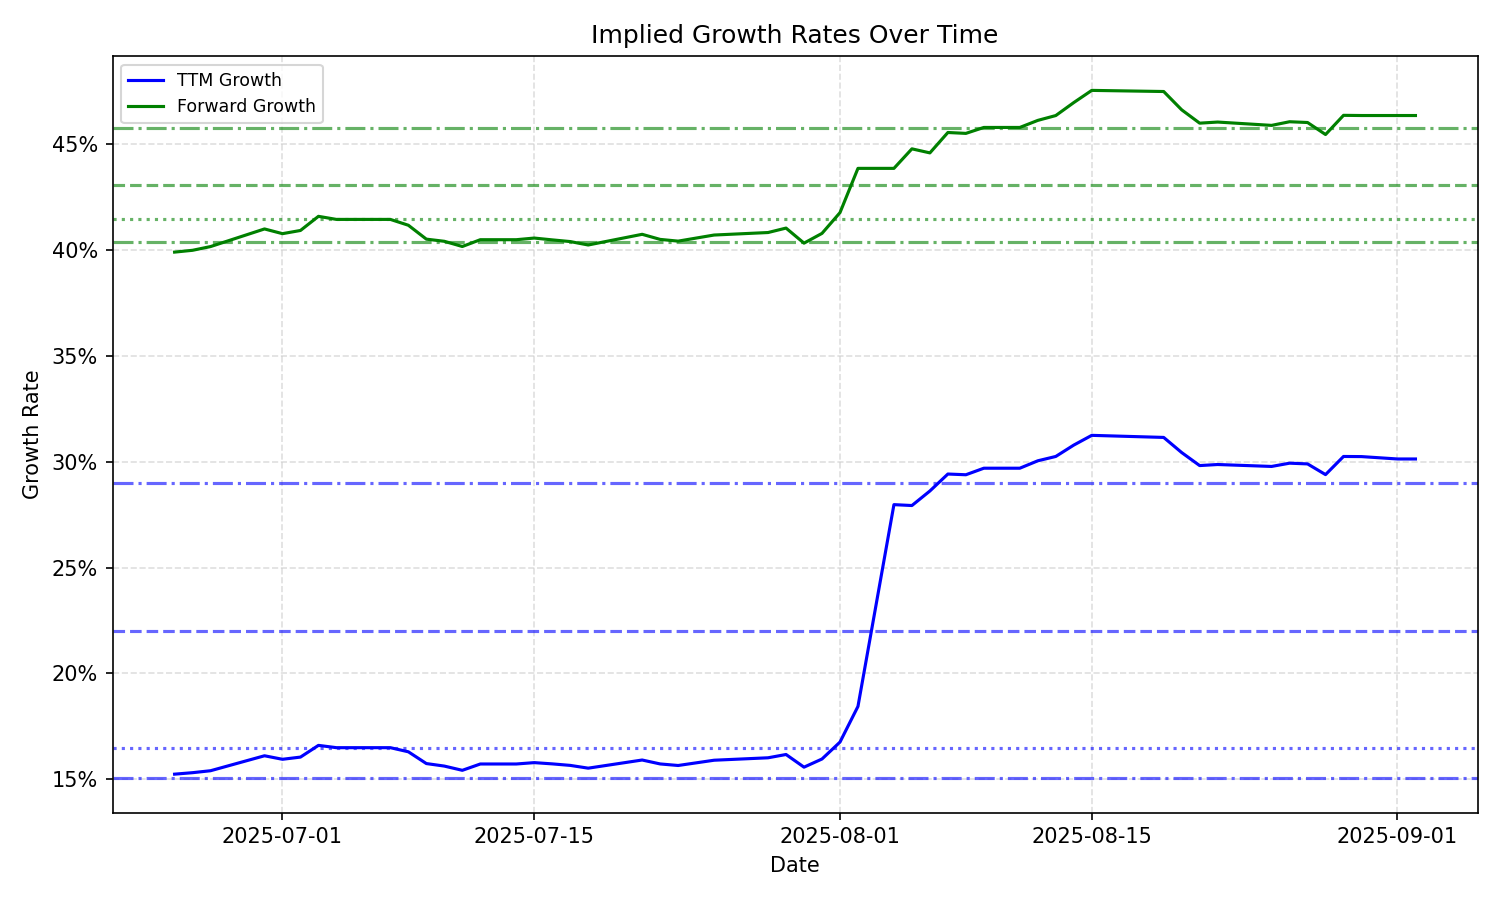 Implied Growth Rates Over Time
TTM Growth
Forward Growth
45%
40%
35%
30%
25%
20%
15%
Growth Rate
2025-07-01
2025-07-15
2025-08-01
2025-08-15
2025-09-01
Date